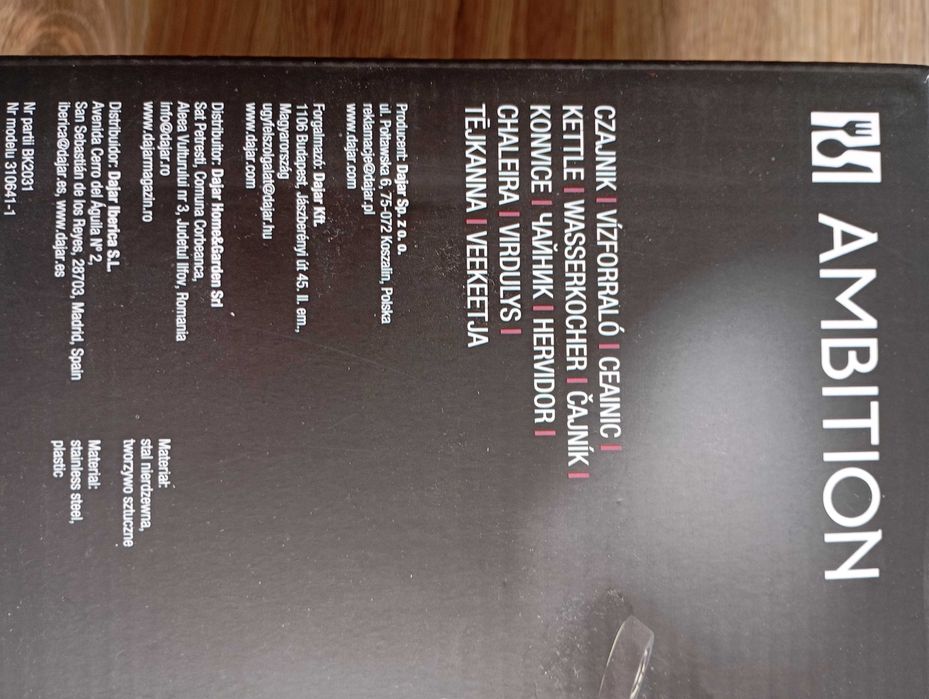 AMBITION
CZAJNIK I VÍZFORRALÓ I CEAINIC I
KETTLE I WASSERKOCHER I ČAJNÍK I
KONVICE I ЧАЙНИК I HERVIDOR I
CHALEIRA I VIRDULYS I
TĒJKANNA I VEEKEETJA
Producent: Dajar Sp. z o.o.
ul. Połtawska 6, 75-072 Koszalin, Polska
reklamacje@dajar.pl
www.dajar.com
Forgalmazó: Dajar Kft.
1106 Budapest, Jászberényi út 45. II. em.,
Magyarország
ugyfelszolgalat@dajar.hu
www.dajar.com
Distribuitor: Dajar Home&Garden Srl
Sat Petresti, Comuna Corbeanca,
Aleea Vulturului nr 3, Judetul Ilfov, Romania
info@dajar.ro
www.dajarmagazin.ro
Distribudor: Dajar Iberica S.L
Avenida Cerro del Águila Nº 2,
San Sebastián de los Reyes, 28703, Madrid, Spain
iberica@dajar.es, www.dajar.es
Nr partii BK2031
Nr modelu 310641-1
Materiał:
stal nierdzewna,
tworzywo sztuczne
Material:
stainless steel,
plastic